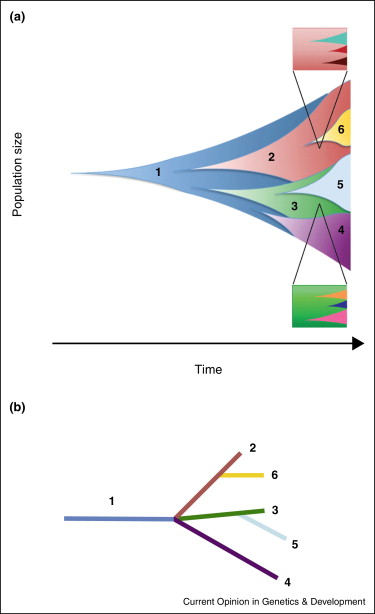 (a)
6
2
1
5
3
4
Population size
Time
(b)
2
1
6
3
5
4
Current Opinion in Genetics & Development